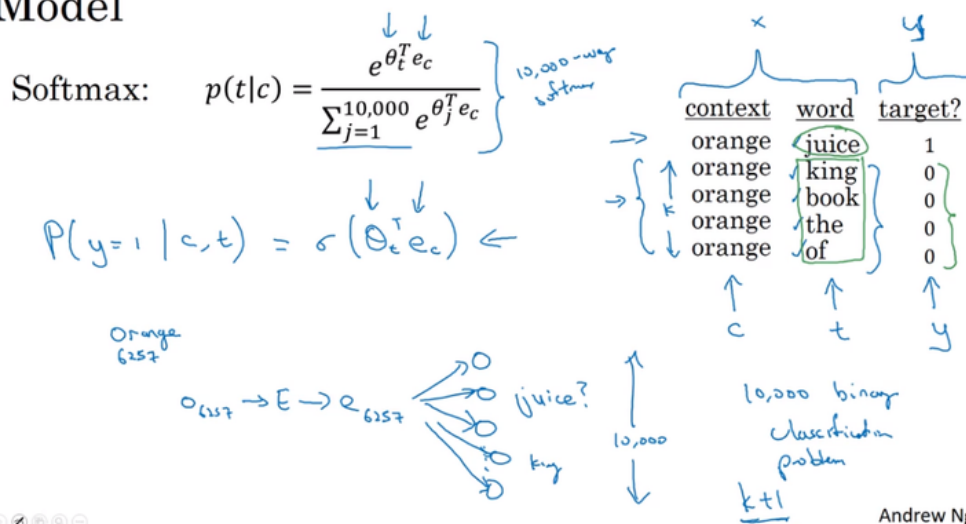 Model
Softmax: p(t|c) = e^{θ_t^T e_c} / Σ_{j=1}^{10,000} e^{θ_j^T e_c}
10,000-way
softmax
x y
context word target?
orange juice 1
orange king 0
orange book 0
orange the 0
orange of 0
k
c t y
P(y=1 | c,t) = σ(θ_t^T e_c)
Orange
6257
o_6257 → E → e_6257
juice?
king
10,000
10,000 binary
classification
problem
k+1
Andrew N